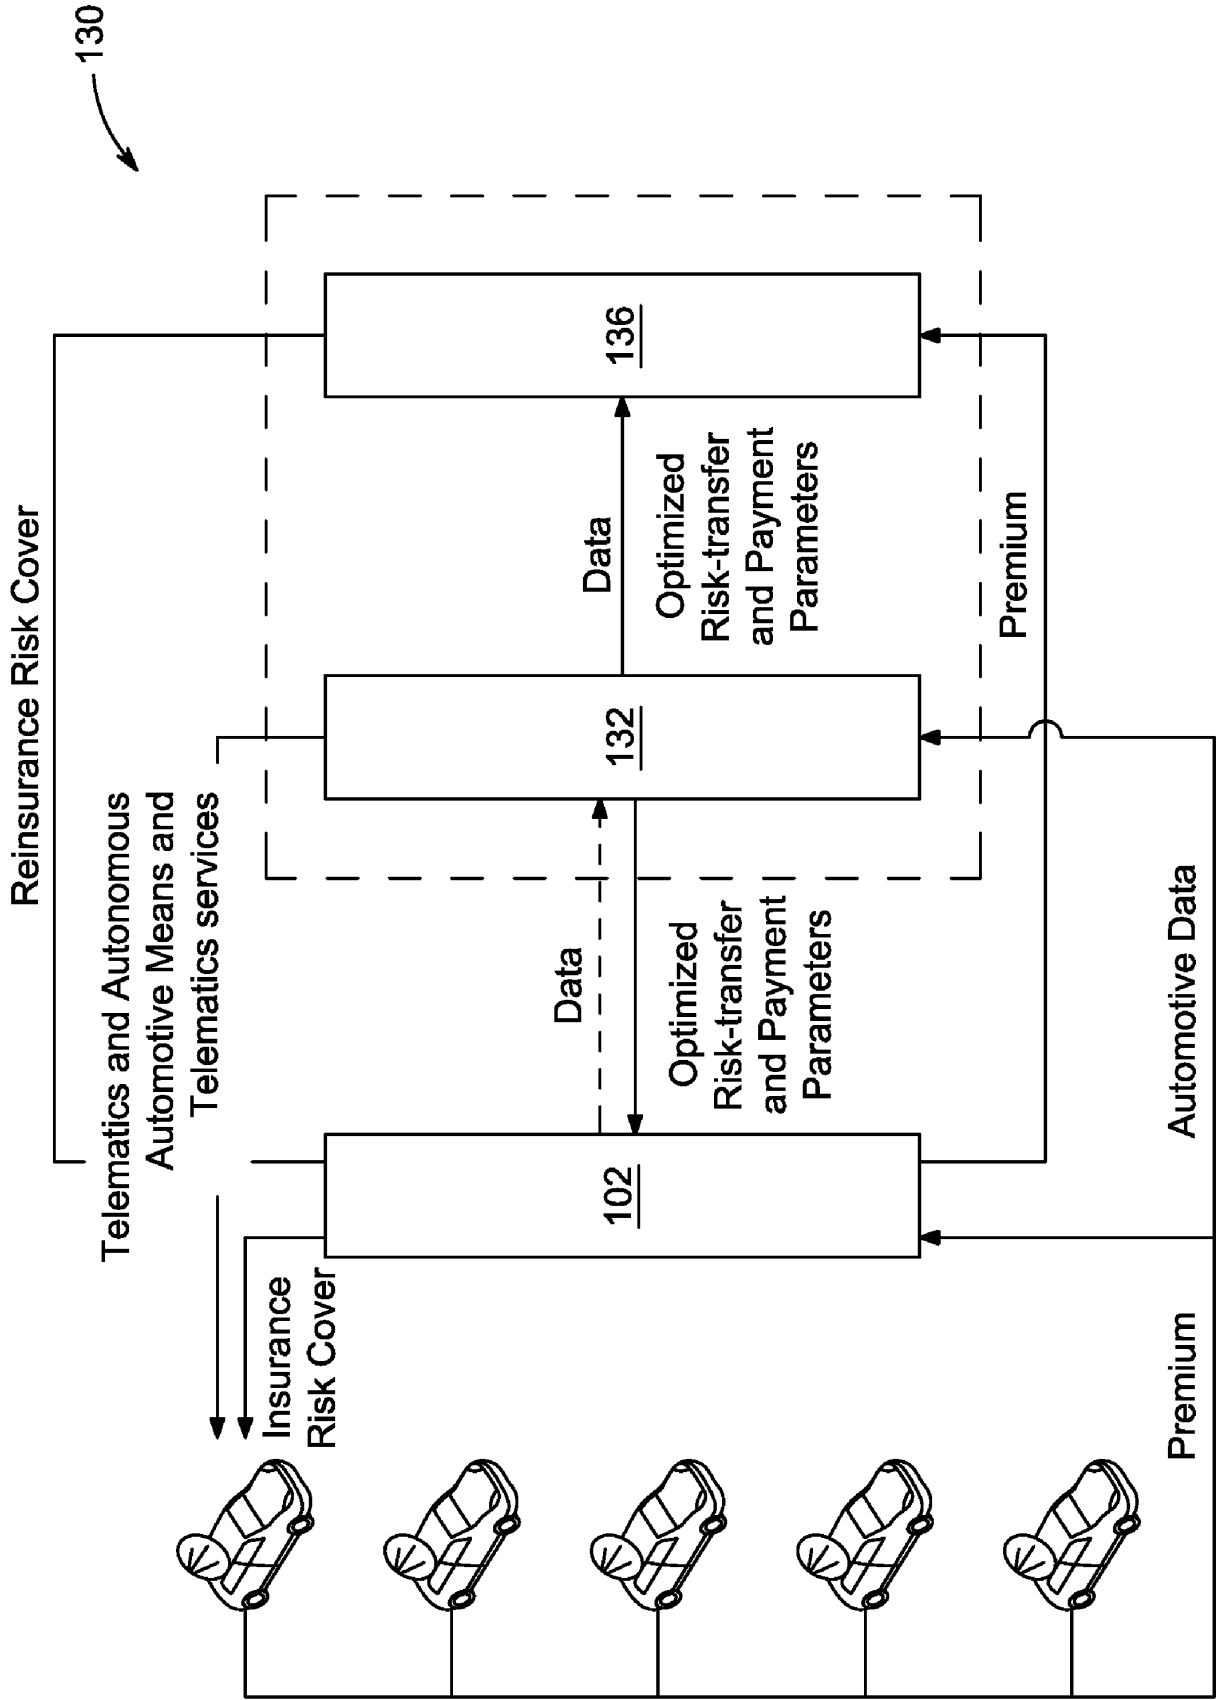 130
Reinsurance Risk Cover
Telematics and Autonomous
Automotive Means and
Telematics services
Insurance
Risk Cover
102
Data
Optimized
Risk-transfer
and Payment
Parameters
132
Data
Optimized
Risk-transfer
and Payment
Parameters
136
Premium
Automotive Data
Premium